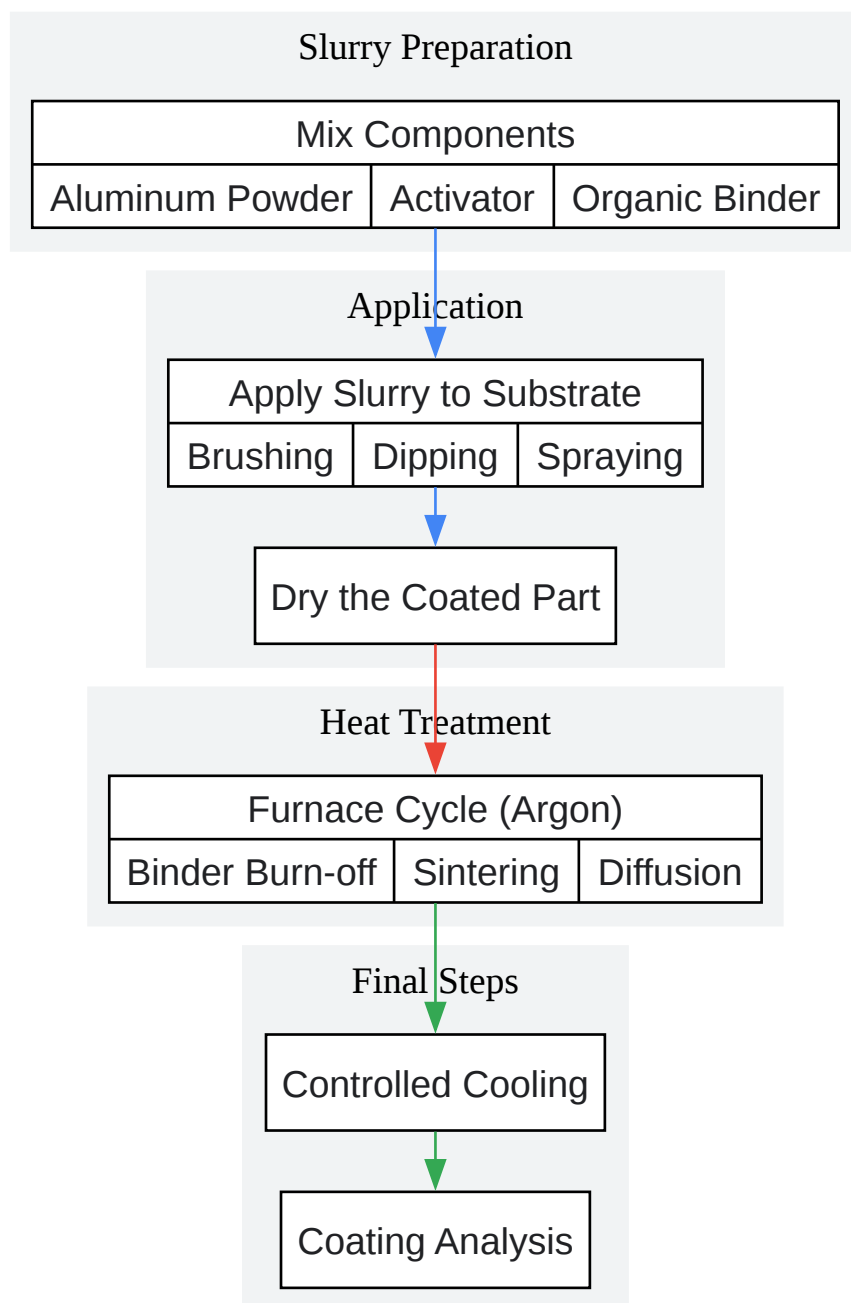 Slurry Preparation
Mix Components
Aluminum Powder Activator Organic Binder
Application
Apply Slurry to Substrate
Brushing Dipping Spraying
Dry the Coated Part
Heat Treatment
Furnace Cycle (Argon)
Binder Burn-off Sintering Diffusion
Final Steps
Controlled Cooling
Coating Analysis